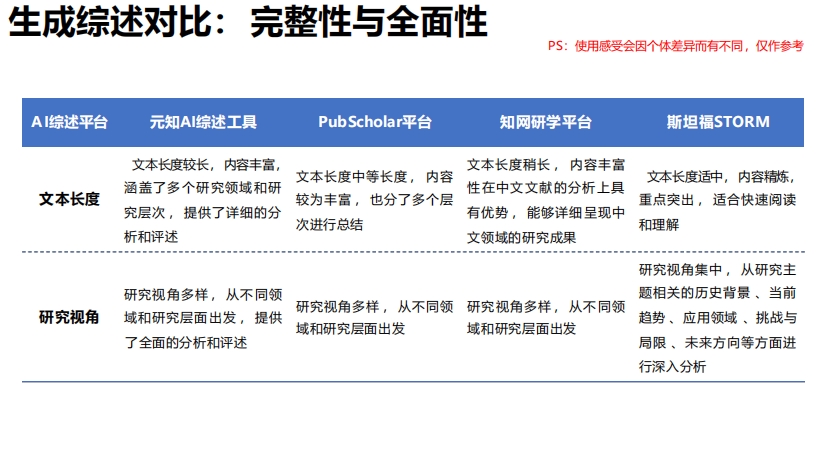 生成综述对比：完整性与全面性
PS：使用感受会因个体差异而有不同，仅作参考
AI综述平台
元知AI综述工具
PubScholar平台
知网研学平台
斯坦福STORM
文本长度
文本长度较长，内容丰富，
涵盖了多个研究领域和研
究层次，提供了详细的分
析和评述
文本长度中等长度，内容
较为丰富，也分了多个层
次进行总结
文本长度稍长，内容丰富
性在中文文献的分析上具
有优势，能够详细呈现中
文领域的研究成果
文本长度适中，内容精炼，
重点突出，适合快速阅读
和理解
研究视角
研究视角多样，从不同领
域和研究层面出发，提供
了全面的分析和评述
研究视角多样，从不同领
域和研究层面出发
研究视角多样，从不同领
域和研究层面出发
研究视角集中，从研究主
题相关的历史背景、当前
趋势、应用领域、挑战与
局限、未来方向等方面进
行深入分析